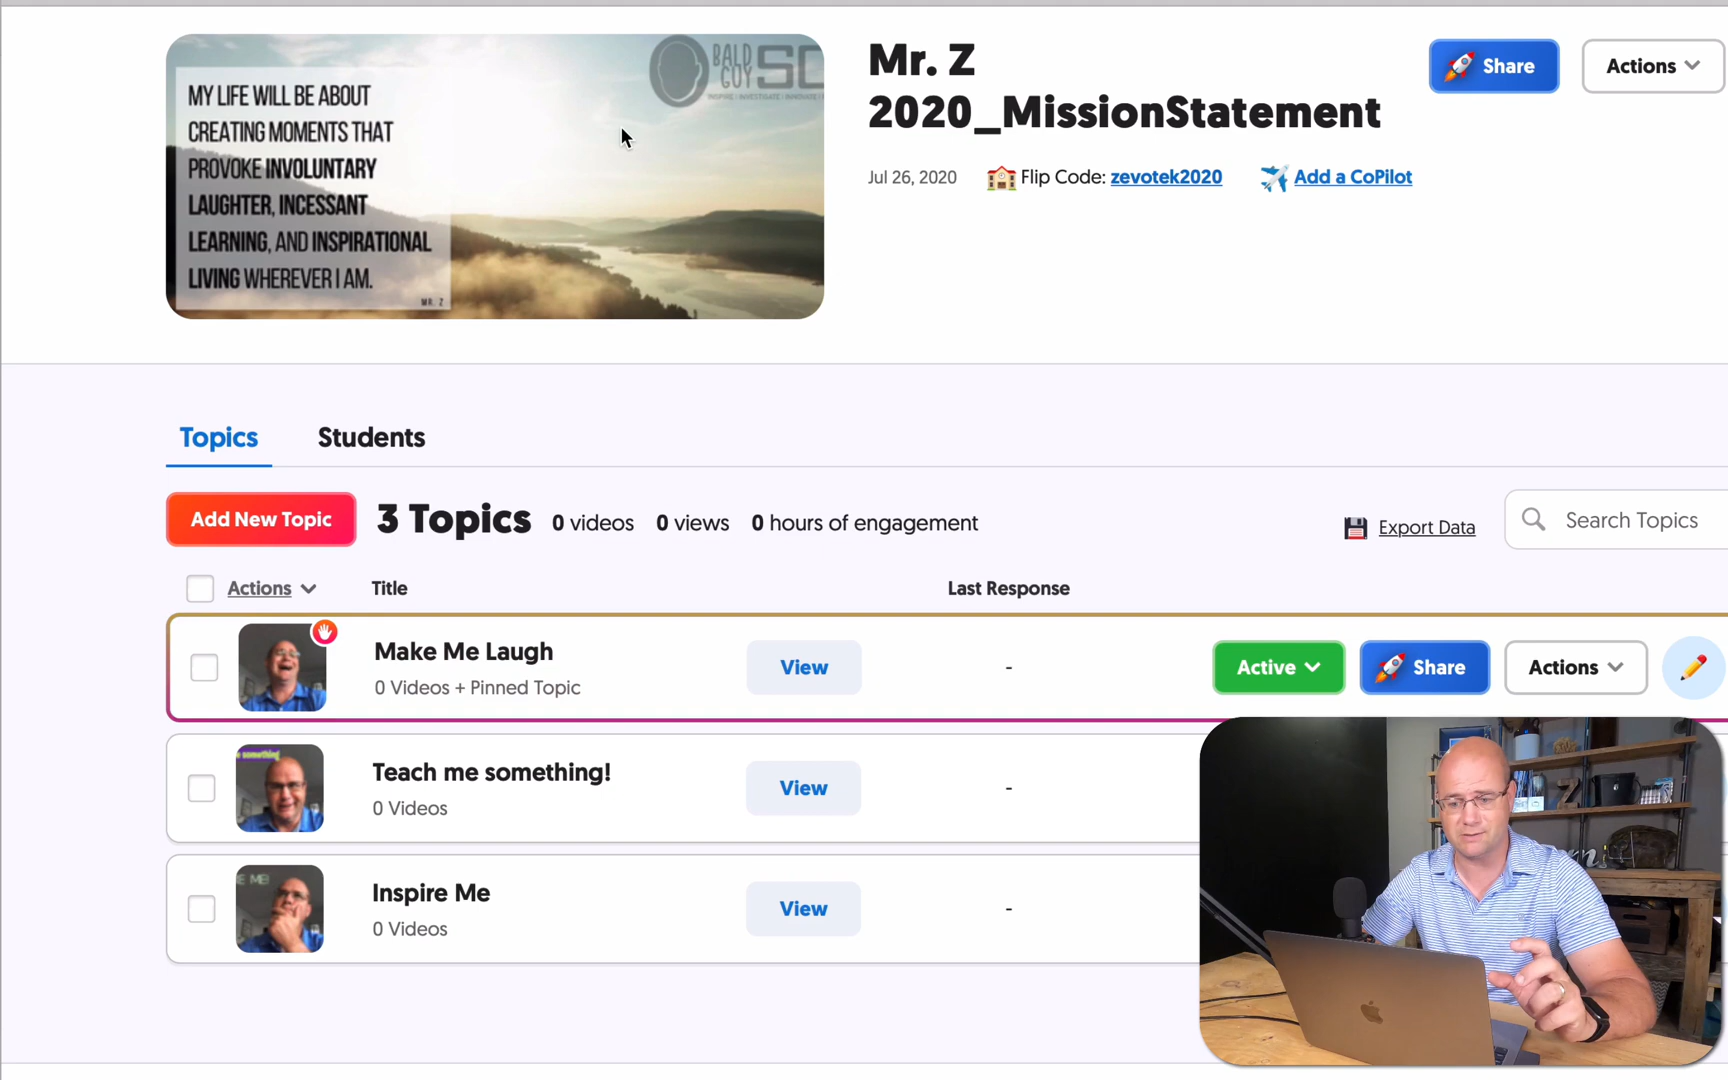 MY LIFE WILL BE ABOUT
CREATING MOMENTS THAT
PROVOKE INVOLUNTARY
LAUGHTER, INCESSANT
LEARNING, AND INSPIRATIONAL
LIVING WHEREVER I AM.
MR. Z
BALD
GUY
Mr. Z
2020_MissionStatement
Share
Actions
Jul 26, 2020
Flip Code: zevotek2020
Add a CoPilot
Topics
Students
Add New Topic
3 Topics
0 videos
0 views
0 hours of engagement
Export Data
Search Topics
Actions
Title
Last Response
Make Me Laugh
0 Videos + Pinned Topic
View
-
Active
Share
Actions
Teach me something!
0 Videos
View
-
Inspire Me
0 Videos
View
-